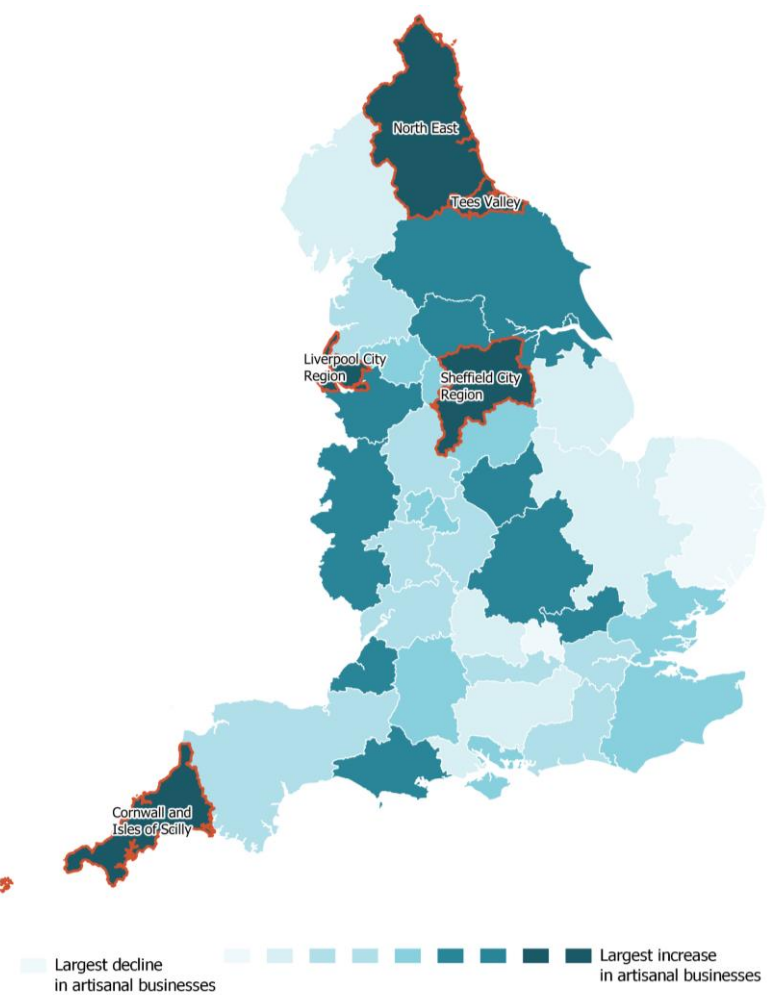 North East
Tees Valley
Liverpool City
Region
Sheffield City
Region
Cornwall and
Isles of Scilly
Largest decline
in artisanal businesses
Largest increase
in artisanal businesses